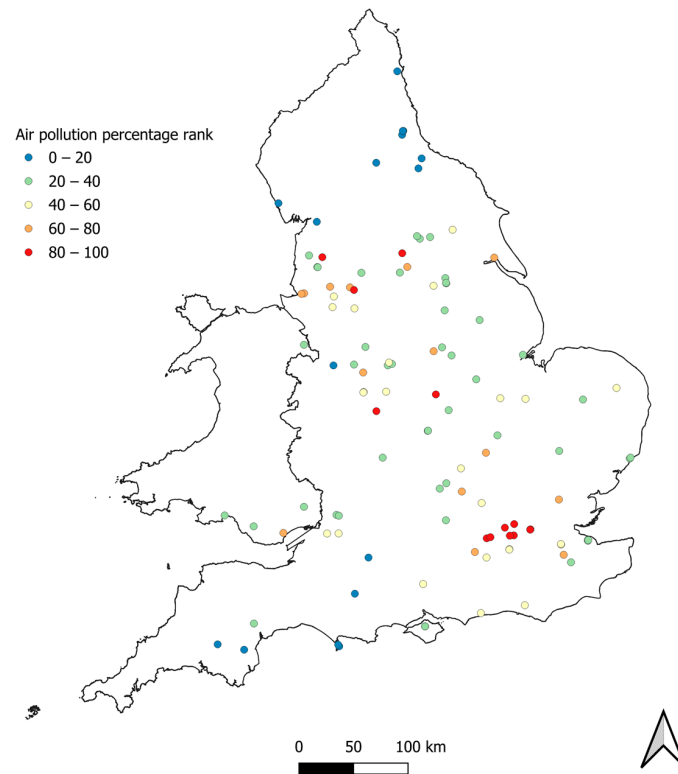 Air pollution percentage rank
0 – 20
20 – 40
40 – 60
60 – 80
80 – 100
0 50 100 km